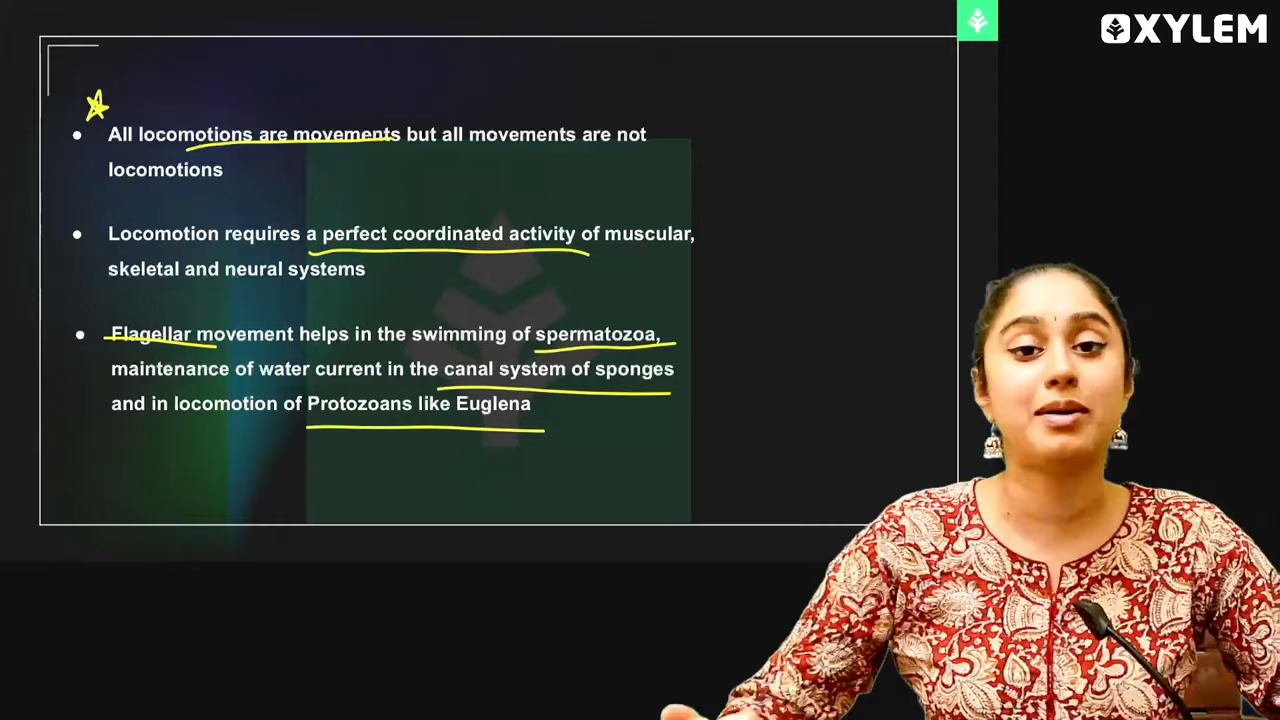 XYLEM
All locomotions are movements but all movements are not
locomotions
Locomotion requires a perfect coordinated activity of muscular,
skeletal and neural systems
Flagellar movement helps in the swimming of spermatozoa,
maintenance of water current in the canal system of sponges
and in locomotion of Protozoans like Euglena